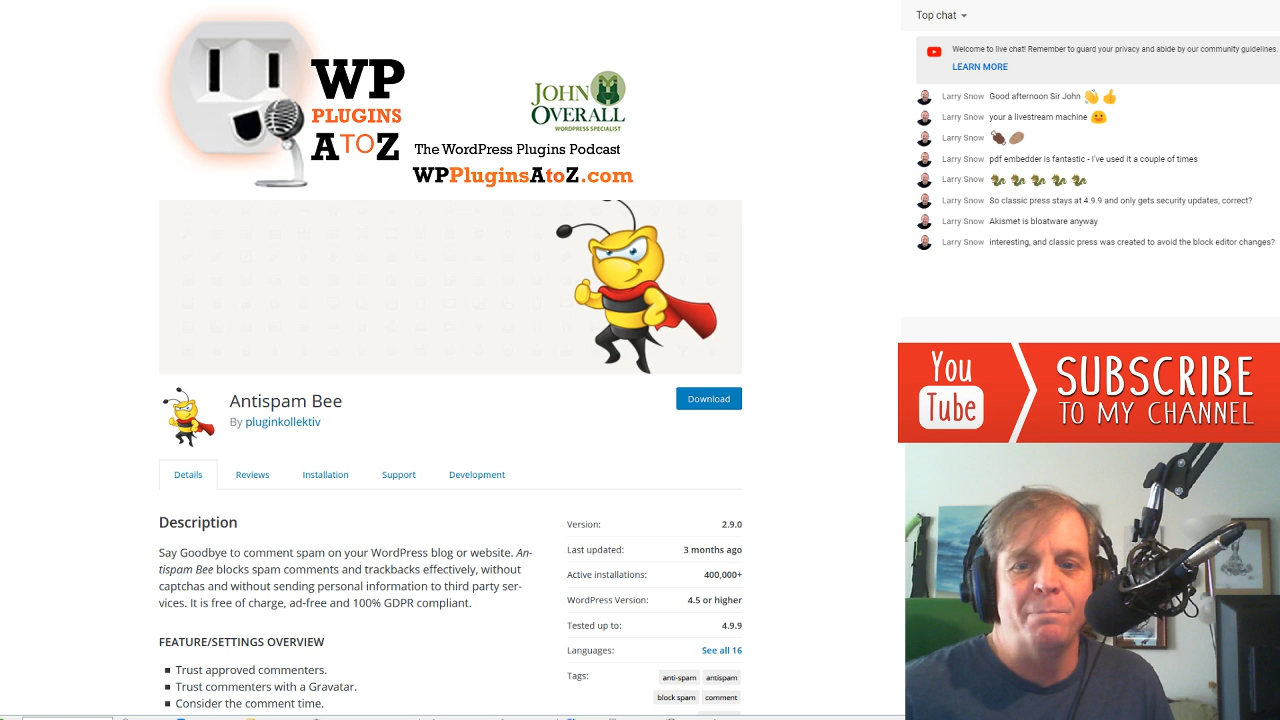 WP
PLUGINS
ATOZ
JOHN
OVERALL
WORDPRESS SPECIALIST
The WordPress Plugins Podcast
WPPluginsAtoZ.com
Antispam Bee
By pluginkollektiv
Download
Details
Reviews
Installation
Support
Development
Description
Say Goodbye to comment spam on your WordPress blog or website. An-
tispam Bee blocks spam comments and trackbacks effectively, without
captchas and without sending personal information to third party ser-
vices. It is free of charge, ad-free and 100% GDPR compliant.
FEATURE/SETTINGS OVERVIEW
Trust approved commenters.
Trust commenters with a Gravatar.
Consider the comment time.
Version: 2.9.0
Last updated: 3 months ago
Active installations: 400,000+
WordPress Version: 4.5 or higher
Tested up to: 4.9.9
Languages: See all 16
Tags: anti-spam antispam
block spam comment
Top chat
Welcome to live chat! Remember to guard your privacy and abide by our community guidelines.
LEARN MORE
Larry Snow Good afternoon Sir John 👋 👍
Larry Snow your a livestream machine
Larry Snow
Larry Snow pdf embedder is fantastic - I've used it a couple of times
Larry Snow 🐉 🐉 🐉 🐉 🐉
Larry Snow So classic press stays at 4.9.9 and only gets security updates, correct?
Larry Snow Akismet is bloatware anyway
Larry Snow interesting, and classic press was created to avoid the block editor changes?
You
Tube
SUBSCRIBE
TO MY CHANNEL